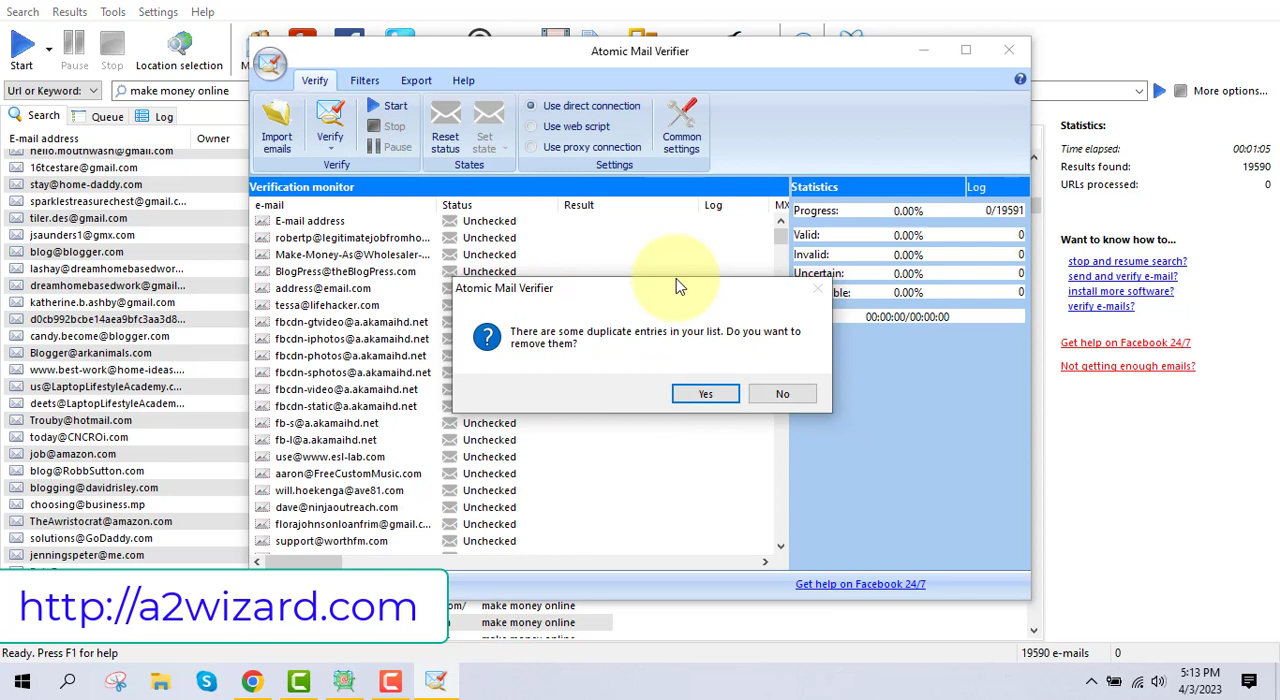 Search Results Tools Settings Help
Start Pause Stop Location selection
Url or Keyword: make money online More options...
Search Queue Log
E-mail address Owner
hello.mouthwash@gmail.com
16tcestare@gmail.com
stay@home-daddy.com
sparklestreasurechest@gmail.co...
tiler.des@gmail.com
jsaunders1@gmx.com
blog@blogger.com
lashay@dreamhomebasedwor...
dreamhomebasedwork@gmail...
katherine.b.ashby@gmail.com
d0cb992bcbe14aea9bfc3aa3d8...
candy.become@blogger.com
Blogger@arkanimals.com
www.best-work@home-ideas....
us@LaptopLifestyleAcademy.c...
deets@LaptopLifestyleAcademy...
Trouby@hotmail.com
today@CNCROi.com
job@amazon.com
blog@RobbSutton.com
blogging@davidrisley.com
choosing@business.mp
TheAwristocrat@amazon.com
solutions@GoDaddy.com
jenningspeter@me.com
Atomic Mail Verifier
Verify Filters Export Help
Import emails
Verify
Start
Stop
Pause
Verify
Reset status
Set state
States
Use direct connection
Use web script
Use proxy connection
Common settings
Settings
Verification monitor
e-mail Status Result Log MX
E-mail address Unchecked
robertp@legitimatejobfromho... Unchecked
Make-Money-As@Wholesaler-... Unchecked
BlogPress@theBlogPress.com Unchecked
address@email.com
tessa@lifehacker.com
fbcdn-gtvideo@a.akamaihd.net
fbcdn-iphotos@a.akamaihd.net
fbcdn-photos@a.akamaihd.net
fbcdn-sphotos@a.akamaihd.net
fbcdn-video@a.akamaihd.net
fbcdn-static@a.akamaihd.net
fb-s@a.akamaihd.net Unchecked
fb-l@a.akamaihd.net Unchecked
use@www.esl-lab.com Unchecked
aaron@FreeCustomMusic.com Unchecked
will.hoekenga@ave81.com Unchecked
dave@ninjaoutreach.com Unchecked
florajohnsonloanfrim@gmail.c... Unchecked
support@worthfm.com Unchecked
Statistics Log
Progress: 0.00% 0/19591
Valid: 0.00% 0
Invalid: 0.00% 0
Uncertain: 0.00% 0
0.00% 0
00:00:00/00:00:00
Get help on Facebook 24/7
Atomic Mail Verifier
There are some duplicate entries in your list. Do you want to
remove them?
Yes No
Statistics:
Time elapsed: 00:01:05
Results found: 19590
URLs processed: 0
Want to know how to...
stop and resume search?
send and verify e-mail?
install more software?
verify e-mails?
Get help on Facebook 24/7
Not getting enough emails?
make money online
make money online
http://a2wizard.com
Ready. Press F1 for help 19590 e-mails 0
5:13 PM
4/3/2023